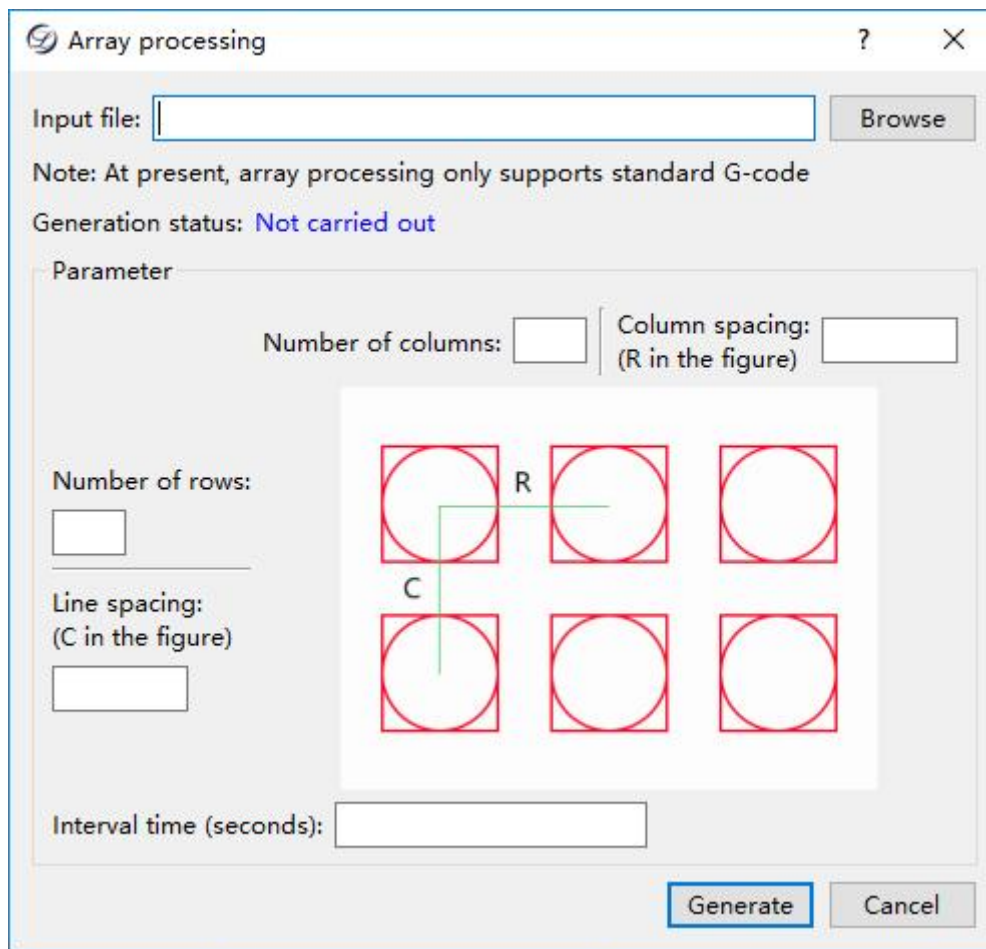 Array processing
?
Input file:
Browse
Note: At present, array processing only supports standard G-code
Generation status: Not carried out
Parameter
Number of columns:
Column spacing:
(R in the figure)
Number of rows:
Line spacing:
(C in the figure)
R
C
Interval time (seconds):
Generate
Cancel